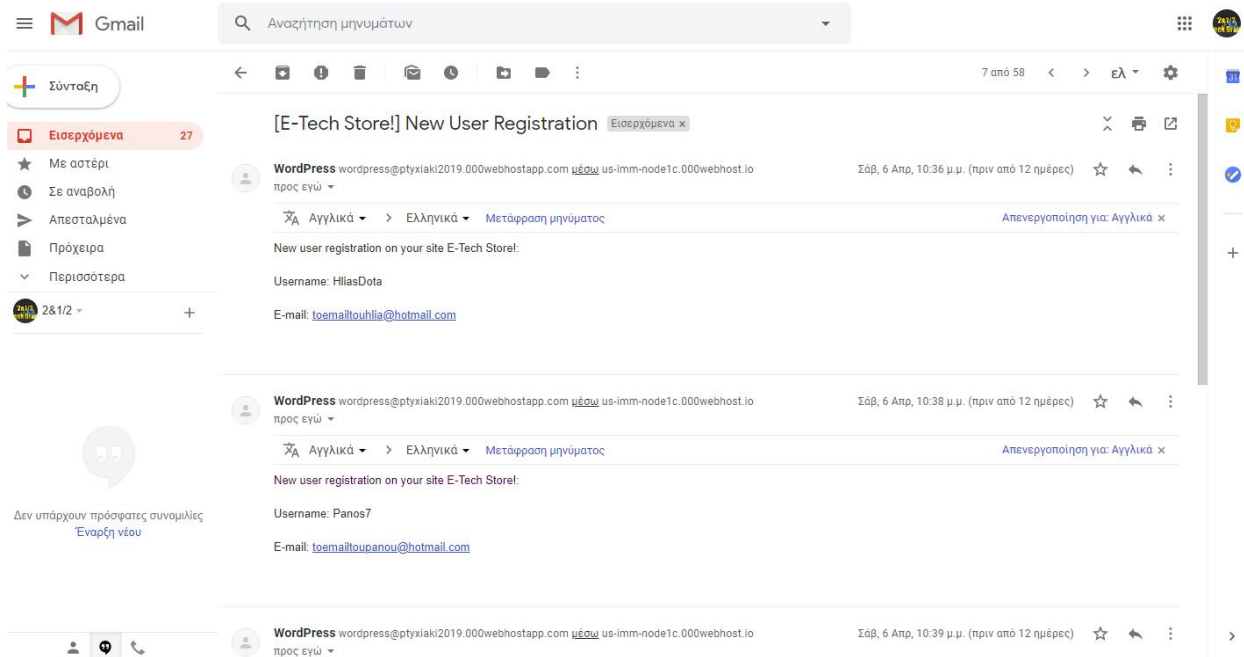 Gmail
Αναζήτηση μηνυμάτων
Σύνταξη
7 από 58
ελ
Εισερχόμενα 27
Με αστέρι
Σε αναβολή
Απεσταλμένα
Πρόχειρα
Περισσότερα
2&1/2
Δεν υπάρχουν πρόσφατες συνομιλίες
Έναρξη νέου
[E-Tech Store!] New User Registration Εισερχόμενα x
WordPress wordpress@ptyxiaki2019.000webhostapp.com μέσω us-imm-node1c.000webhost.io Σάβ, 6 Απρ, 10:36 μ.μ. (πριν από 12 ημέρες)
προς εγώ
Αγγλικά > Ελληνικά Μετάφραση μηνύματος Απενεργοποίηση για: Αγγλικά x
New user registration on your site E-Tech Store!:
Username: HliasDota
E-mail: toemailtouhlia@hotmail.com
WordPress wordpress@ptyxiaki2019.000webhostapp.com μέσω us-imm-node1c.000webhost.io Σάβ, 6 Απρ, 10:38 μ.μ. (πριν από 12 ημέρες)
προς εγώ
Αγγλικά > Ελληνικά Μετάφραση μηνύματος Απενεργοποίηση για: Αγγλικά x
New user registration on your site E-Tech Store!:
Username: Panos7
E-mail: toemailtoupanou@hotmail.com
WordPress wordpress@ptyxiaki2019.000webhostapp.com μέσω us-imm-node1c.000webhost.io Σάβ, 6 Απρ, 10:39 μ.μ. (πριν από 12 ημέρες)
προς εγώ
31